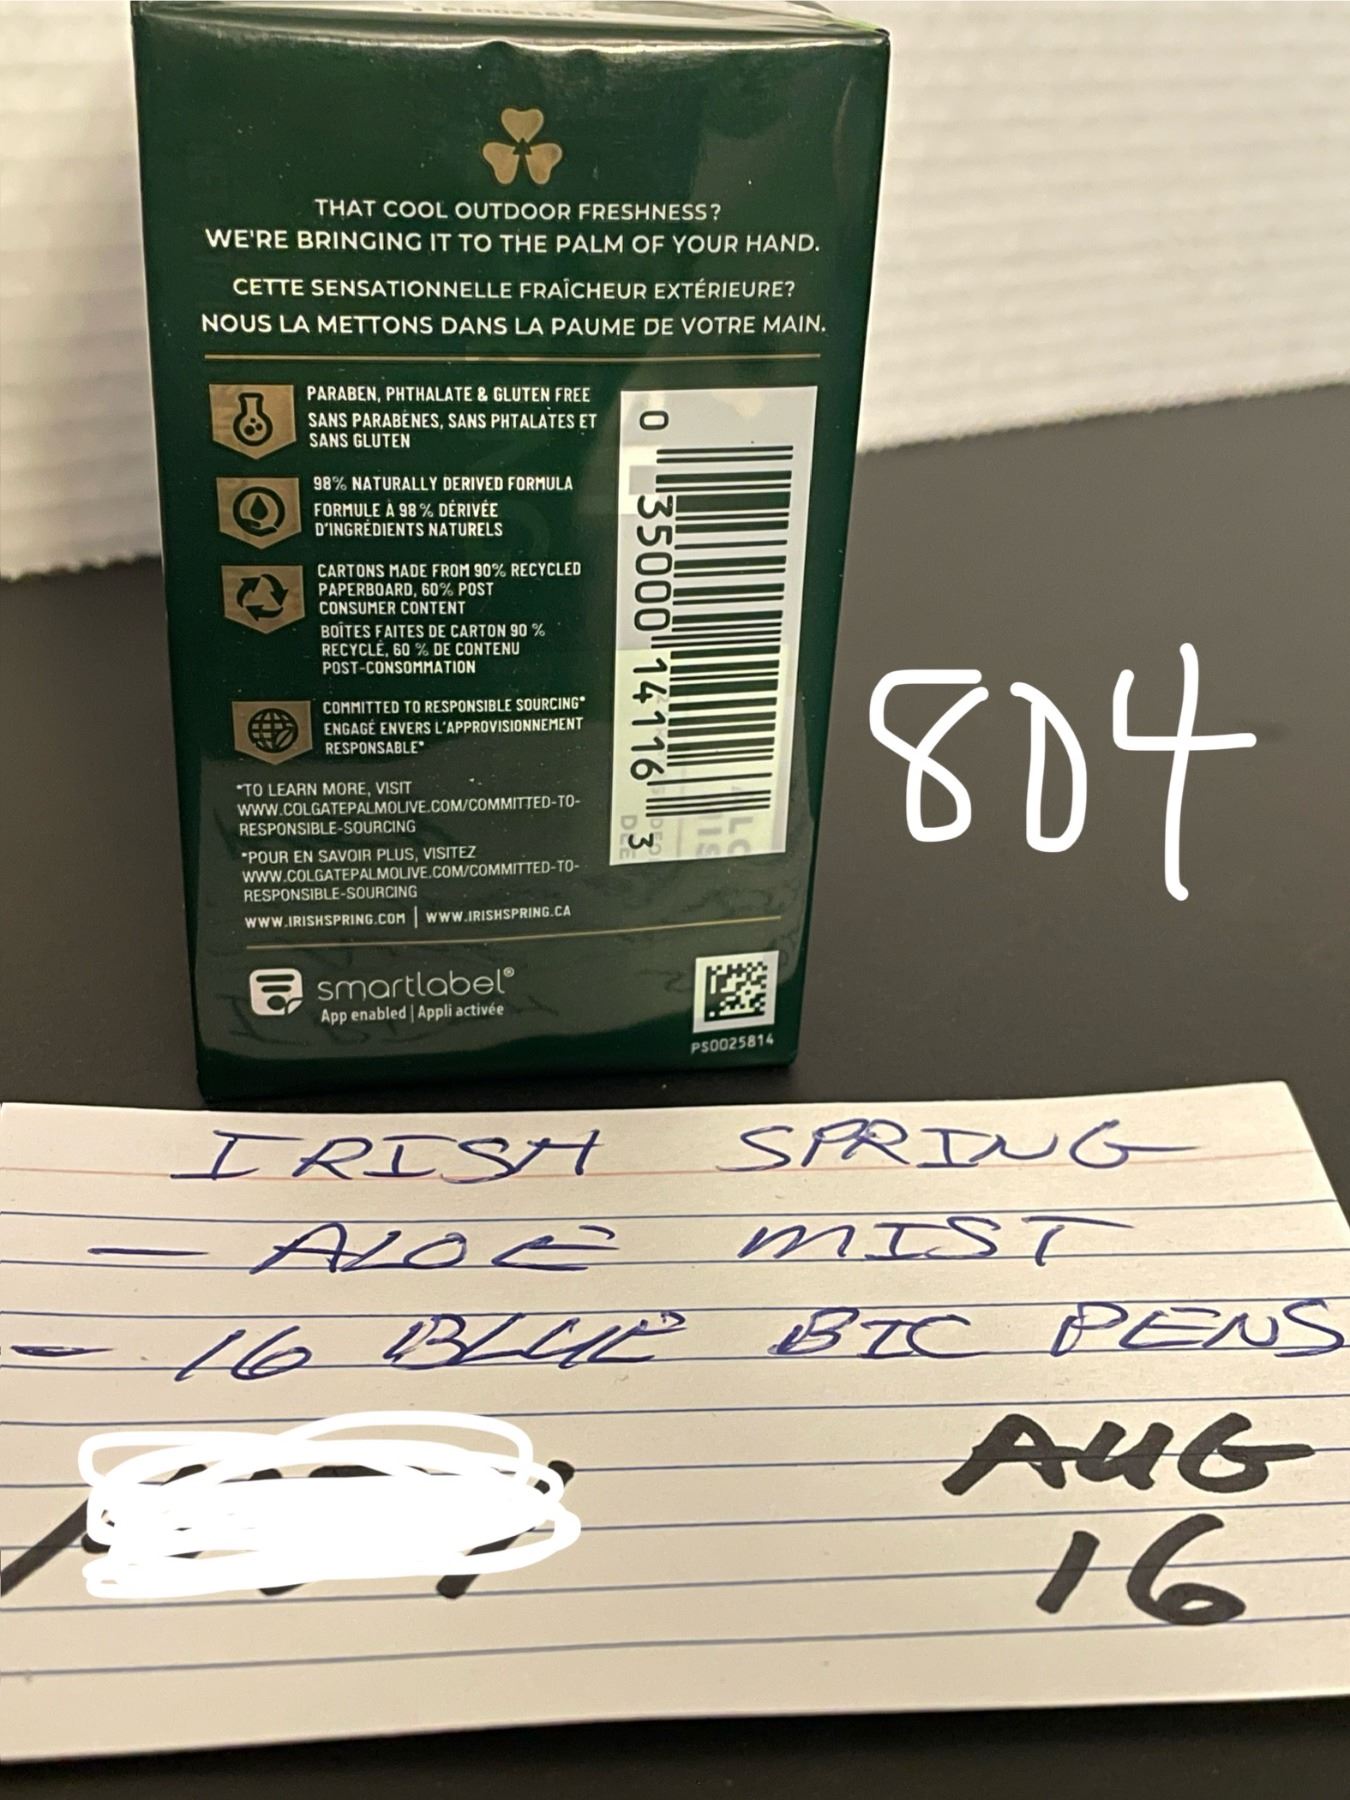 THAT COOL OUTDOOR FRESHNESS?
WE'RE BRINGING IT TO THE PALM OF YOUR HAND.
CETTE SENSATIONNELLE FRAÎCHEUR EXTÉRIEURE?
NOUS LA METTONS DANS LA PAUME DE VOTRE MAIN.
PARABEN, PHTHALATE & GLUTEN FREE
SANS PARABÈNES, SANS PHTALATES ET
SANS GLUTEN
98% NATURALLY DERIVED FORMULA
FORMULE À 98 % DÉRIVÉE
D'INGRÉDIENTS NATURELS
CARTONS MADE FROM 90% RECYCLED
PAPERBOARD, 60% POST
CONSUMER CONTENT
BOÎTES FAITES DE CARTON 90 %
RECYCLÉ, 60 % DE CONTENU
POST-CONSOMMATION
COMMITTED TO RESPONSIBLE SOURCING*
ENGAGÉ ENVERS L'APPROVISIONNEMENT
RESPONSABLE*
*TO LEARN MORE, VISIT
WWW.COLGATEPALMOLIVE.COM/COMMITTED-TO-
RESPONSIBLE-SOURCING
*POUR EN SAVOIR PLUS, VISITEZ
WWW.COLGATEPALMOLIVE.COM/COMMITTED-TO-
RESPONSIBLE-SOURCING
WWW.IRISHSPRING.COM | WWW.IRISHSPRING.CA
0 35000 14116 3
smartlabel®
App enabled | Appli activée
PS0025814
804
IRISH SPRING
- ALOE MIST
- 16 BLUE BIC PENS
AUG
16